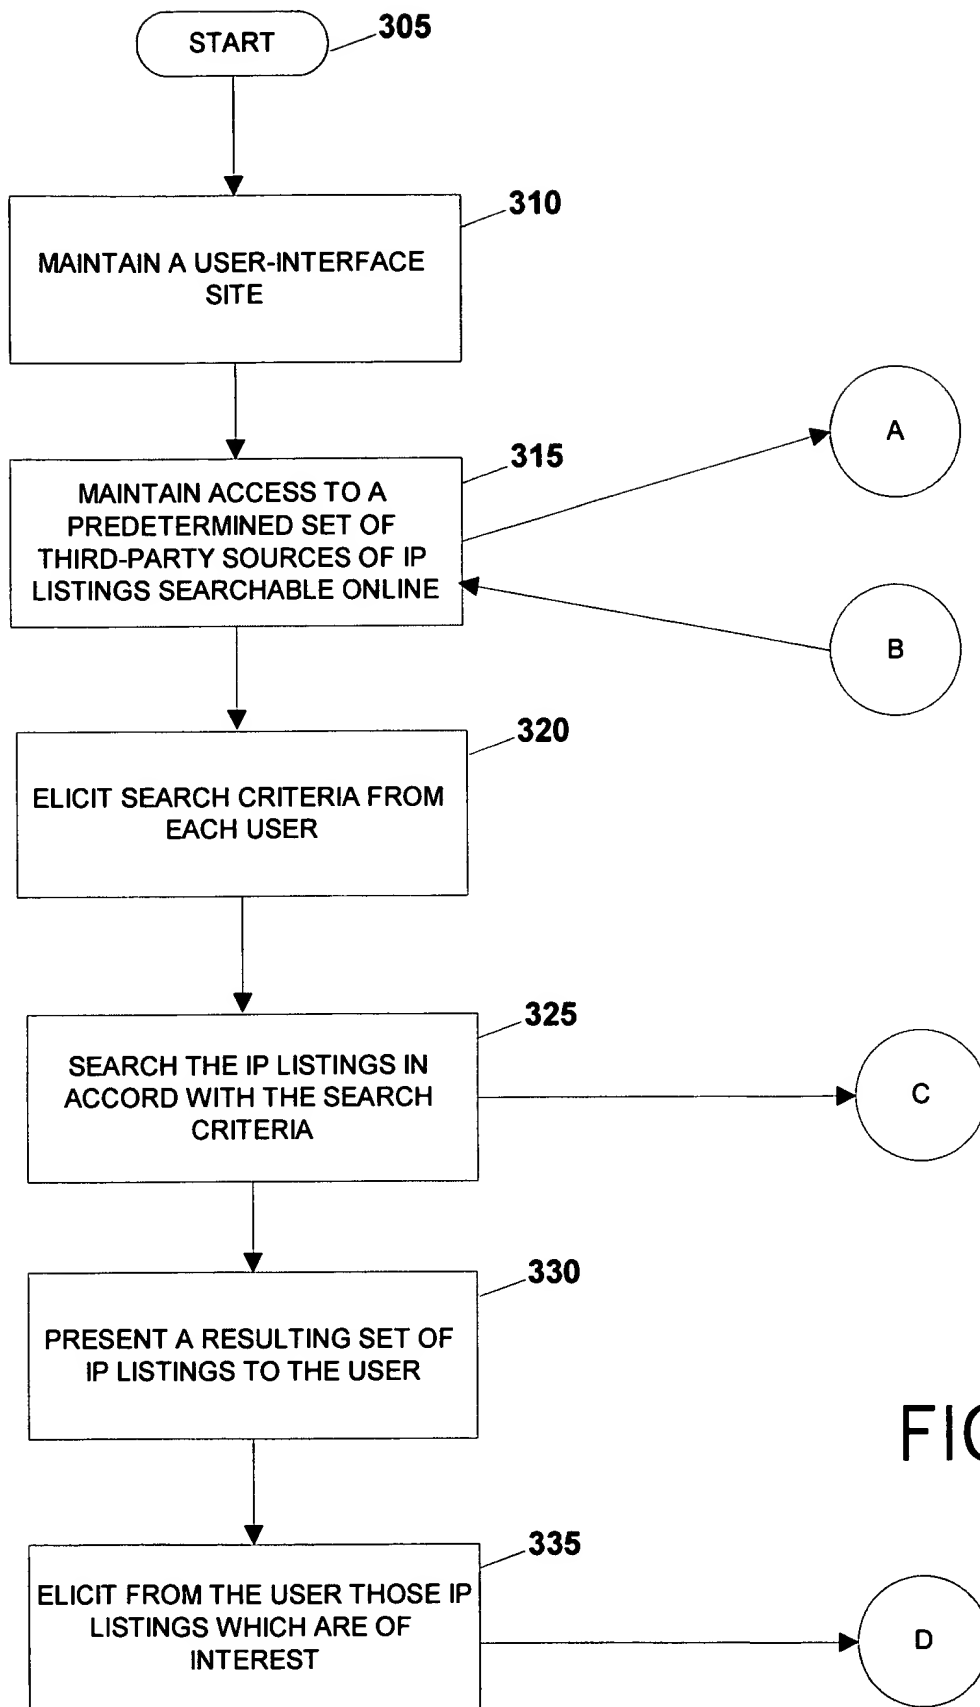 START
305
310
MAINTAIN A USER-INTERFACE
SITE
315
A
MAINTAIN ACCESS TO A
PREDETERMINED SET OF
THIRD-PARTY SOURCES OF IP
LISTINGS SEARCHABLE ONLINE
B
320
ELICIT SEARCH CRITERIA FROM
EACH USER
325
SEARCH THE IP LISTINGS IN
ACCORD WITH THE SEARCH
CRITERIA
C
330
PRESENT A RESULTING SET OF
IP LISTINGS TO THE USER
FIG
335
ELICIT FROM THE USER THOSE IP
LISTINGS WHICH ARE OF
INTEREST
D